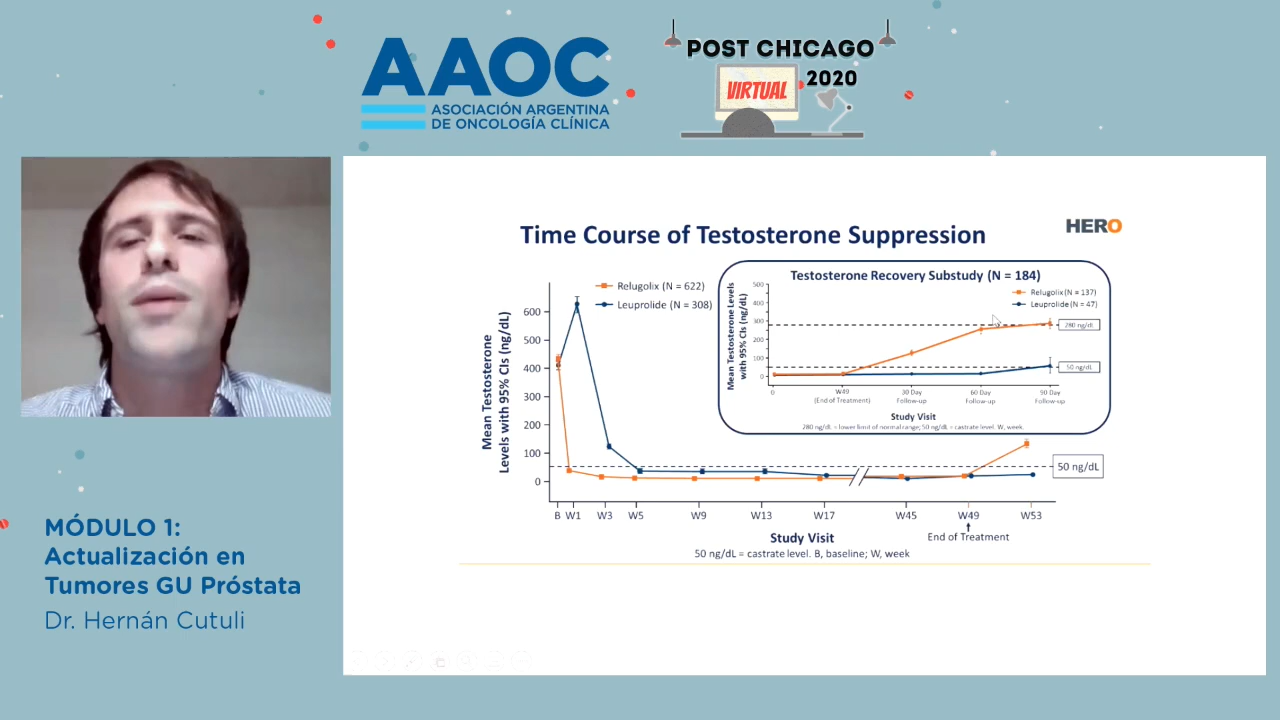 AAOC
ASOCIACIÓN ARGENTINA
DE ONCOLOGÍA CLÍNICA
POST CHICAGO
2020
VIRTUAL
MÓDULO 1:
Actualización en
Tumores GU Próstata
Dr. Hernán Cutuli
Time Course of Testosterone Suppression
HERO
Mean Testosterone
Levels with 95% CIs (ng/dL)
600
500
400
300
200
100
0
Relugolix (N = 622)
Leuprolide (N = 308)
50 ng/dL
B W1 W3 W5 W9 W13 W17 W45 W49 W53
End of Treatment
Study Visit
50 ng/dL = castrate level. B, baseline; W, week
Testosterone Recovery Substudy (N = 184)
Mean Testosterone Levels
with 95% CIs (ng/dL)
500
400
300
200
100
0
Relugolix (N = 137)
Leuprolide (N = 47)
280 ng/dL
50 ng/dL
0 W49 30 Day 60 Day 90 Day
(End of Treatment) Follow-up Follow-up Follow-up
Study Visit
280 ng/dL = lower limit of normal range; 50 ng/dL = castrate level. W, week.